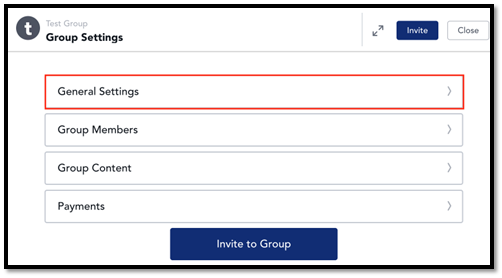 t
Test Group
Group Settings
Invite
Close
General Settings
Group Members
Group Content
Payments
Invite to Group